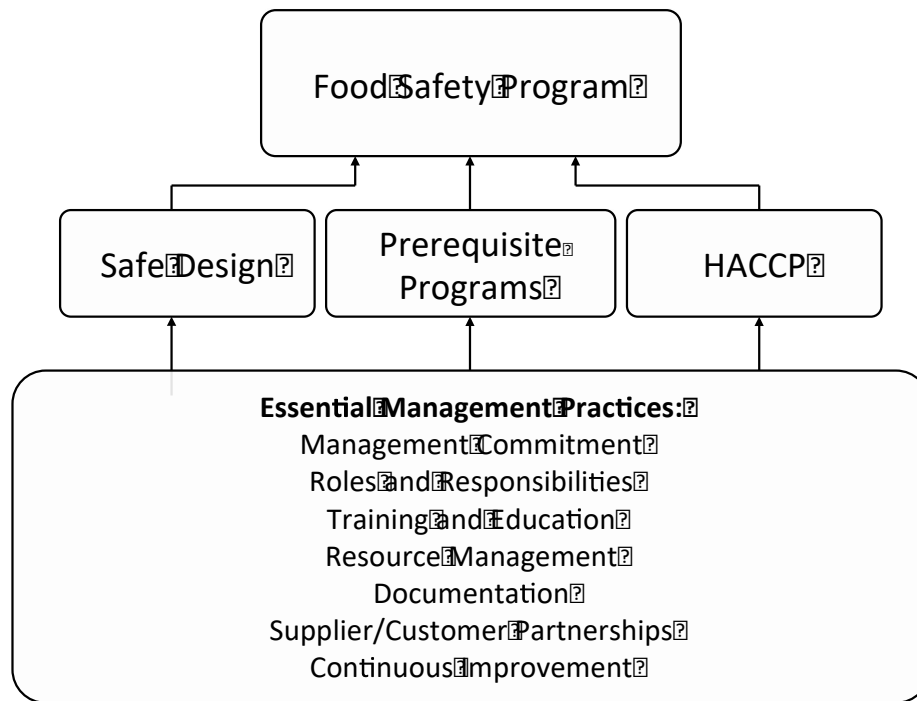 Food Safety Program
Safe Design
Prerequisite
Programs
HACCP
Essential Management Practices:
Management Commitment
Roles and Responsibilities
Training and Education
Resource Management
Documentation
Supplier/Customer Partnerships
Continuous Improvement